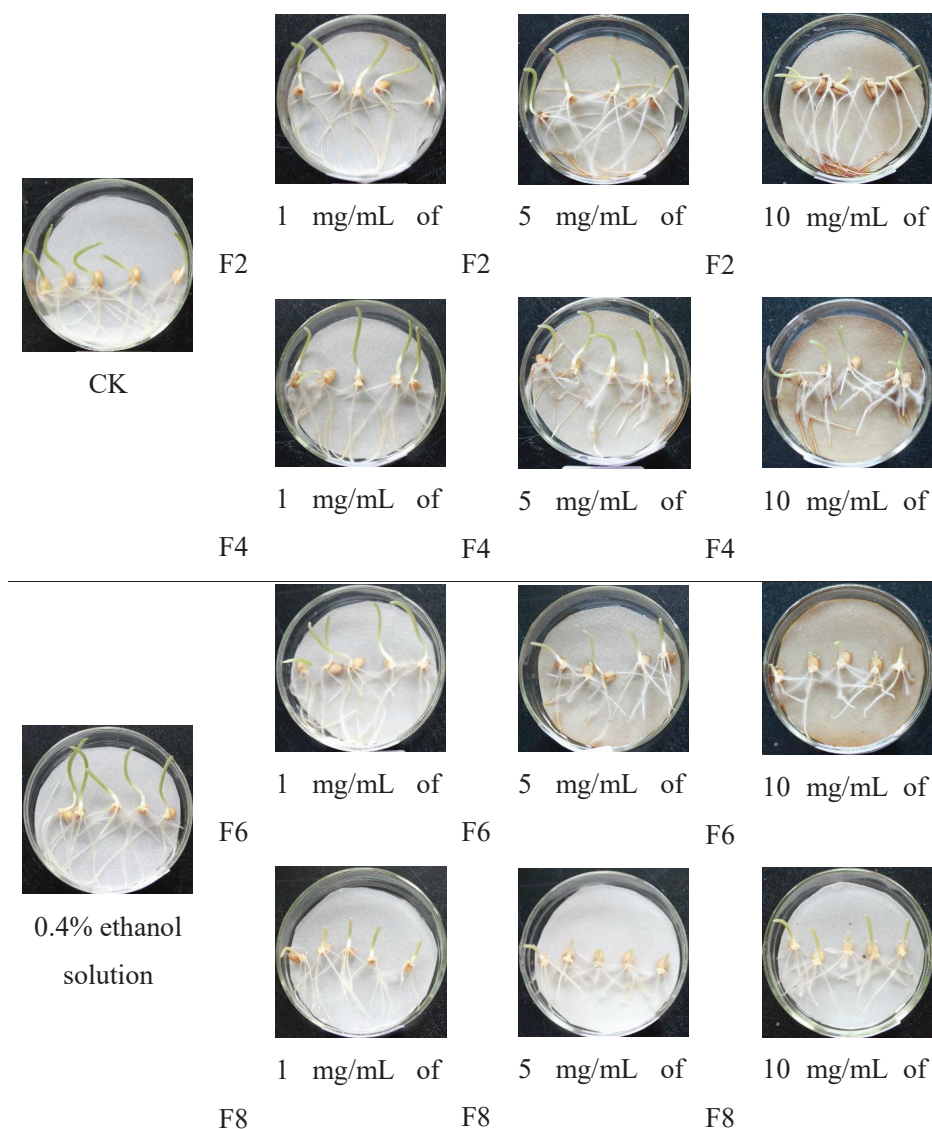 1 mg/mL of
F2
5 mg/mL of
F2
10 mg/mL of
F2
CK
1 mg/mL of
F4
5 mg/mL of
F4
10 mg/mL of
F4
1 mg/mL of
F6
5 mg/mL of
F6
10 mg/mL of
F6
0.4% ethanol
solution
1 mg/mL of
F8
5 mg/mL of
F8
10 mg/mL of
F8